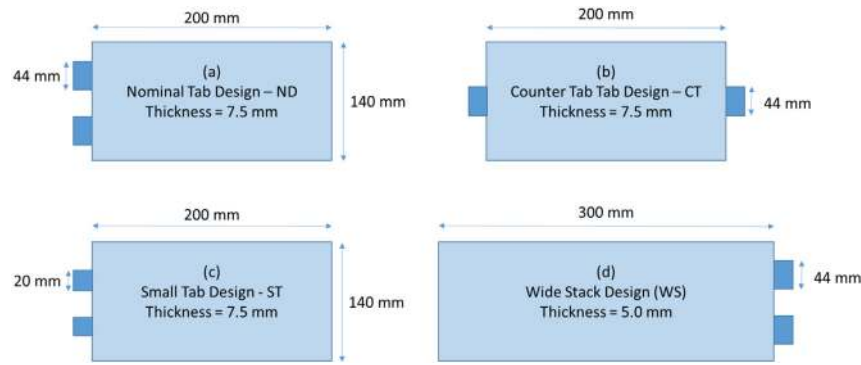 200 mm
200 mm
44 mm
(a)
Nominal Tab Design – ND
Thickness = 7.5 mm
140 mm
(b)
Counter Tab Tab Design – CT
Thickness = 7.5 mm
44 mm
200 mm
300 mm
20 mm
(c)
Small Tab Design - ST
Thickness = 7.5 mm
140 mm
(d)
Wide Stack Design (WS)
Thickness = 5.0 mm
44 mm